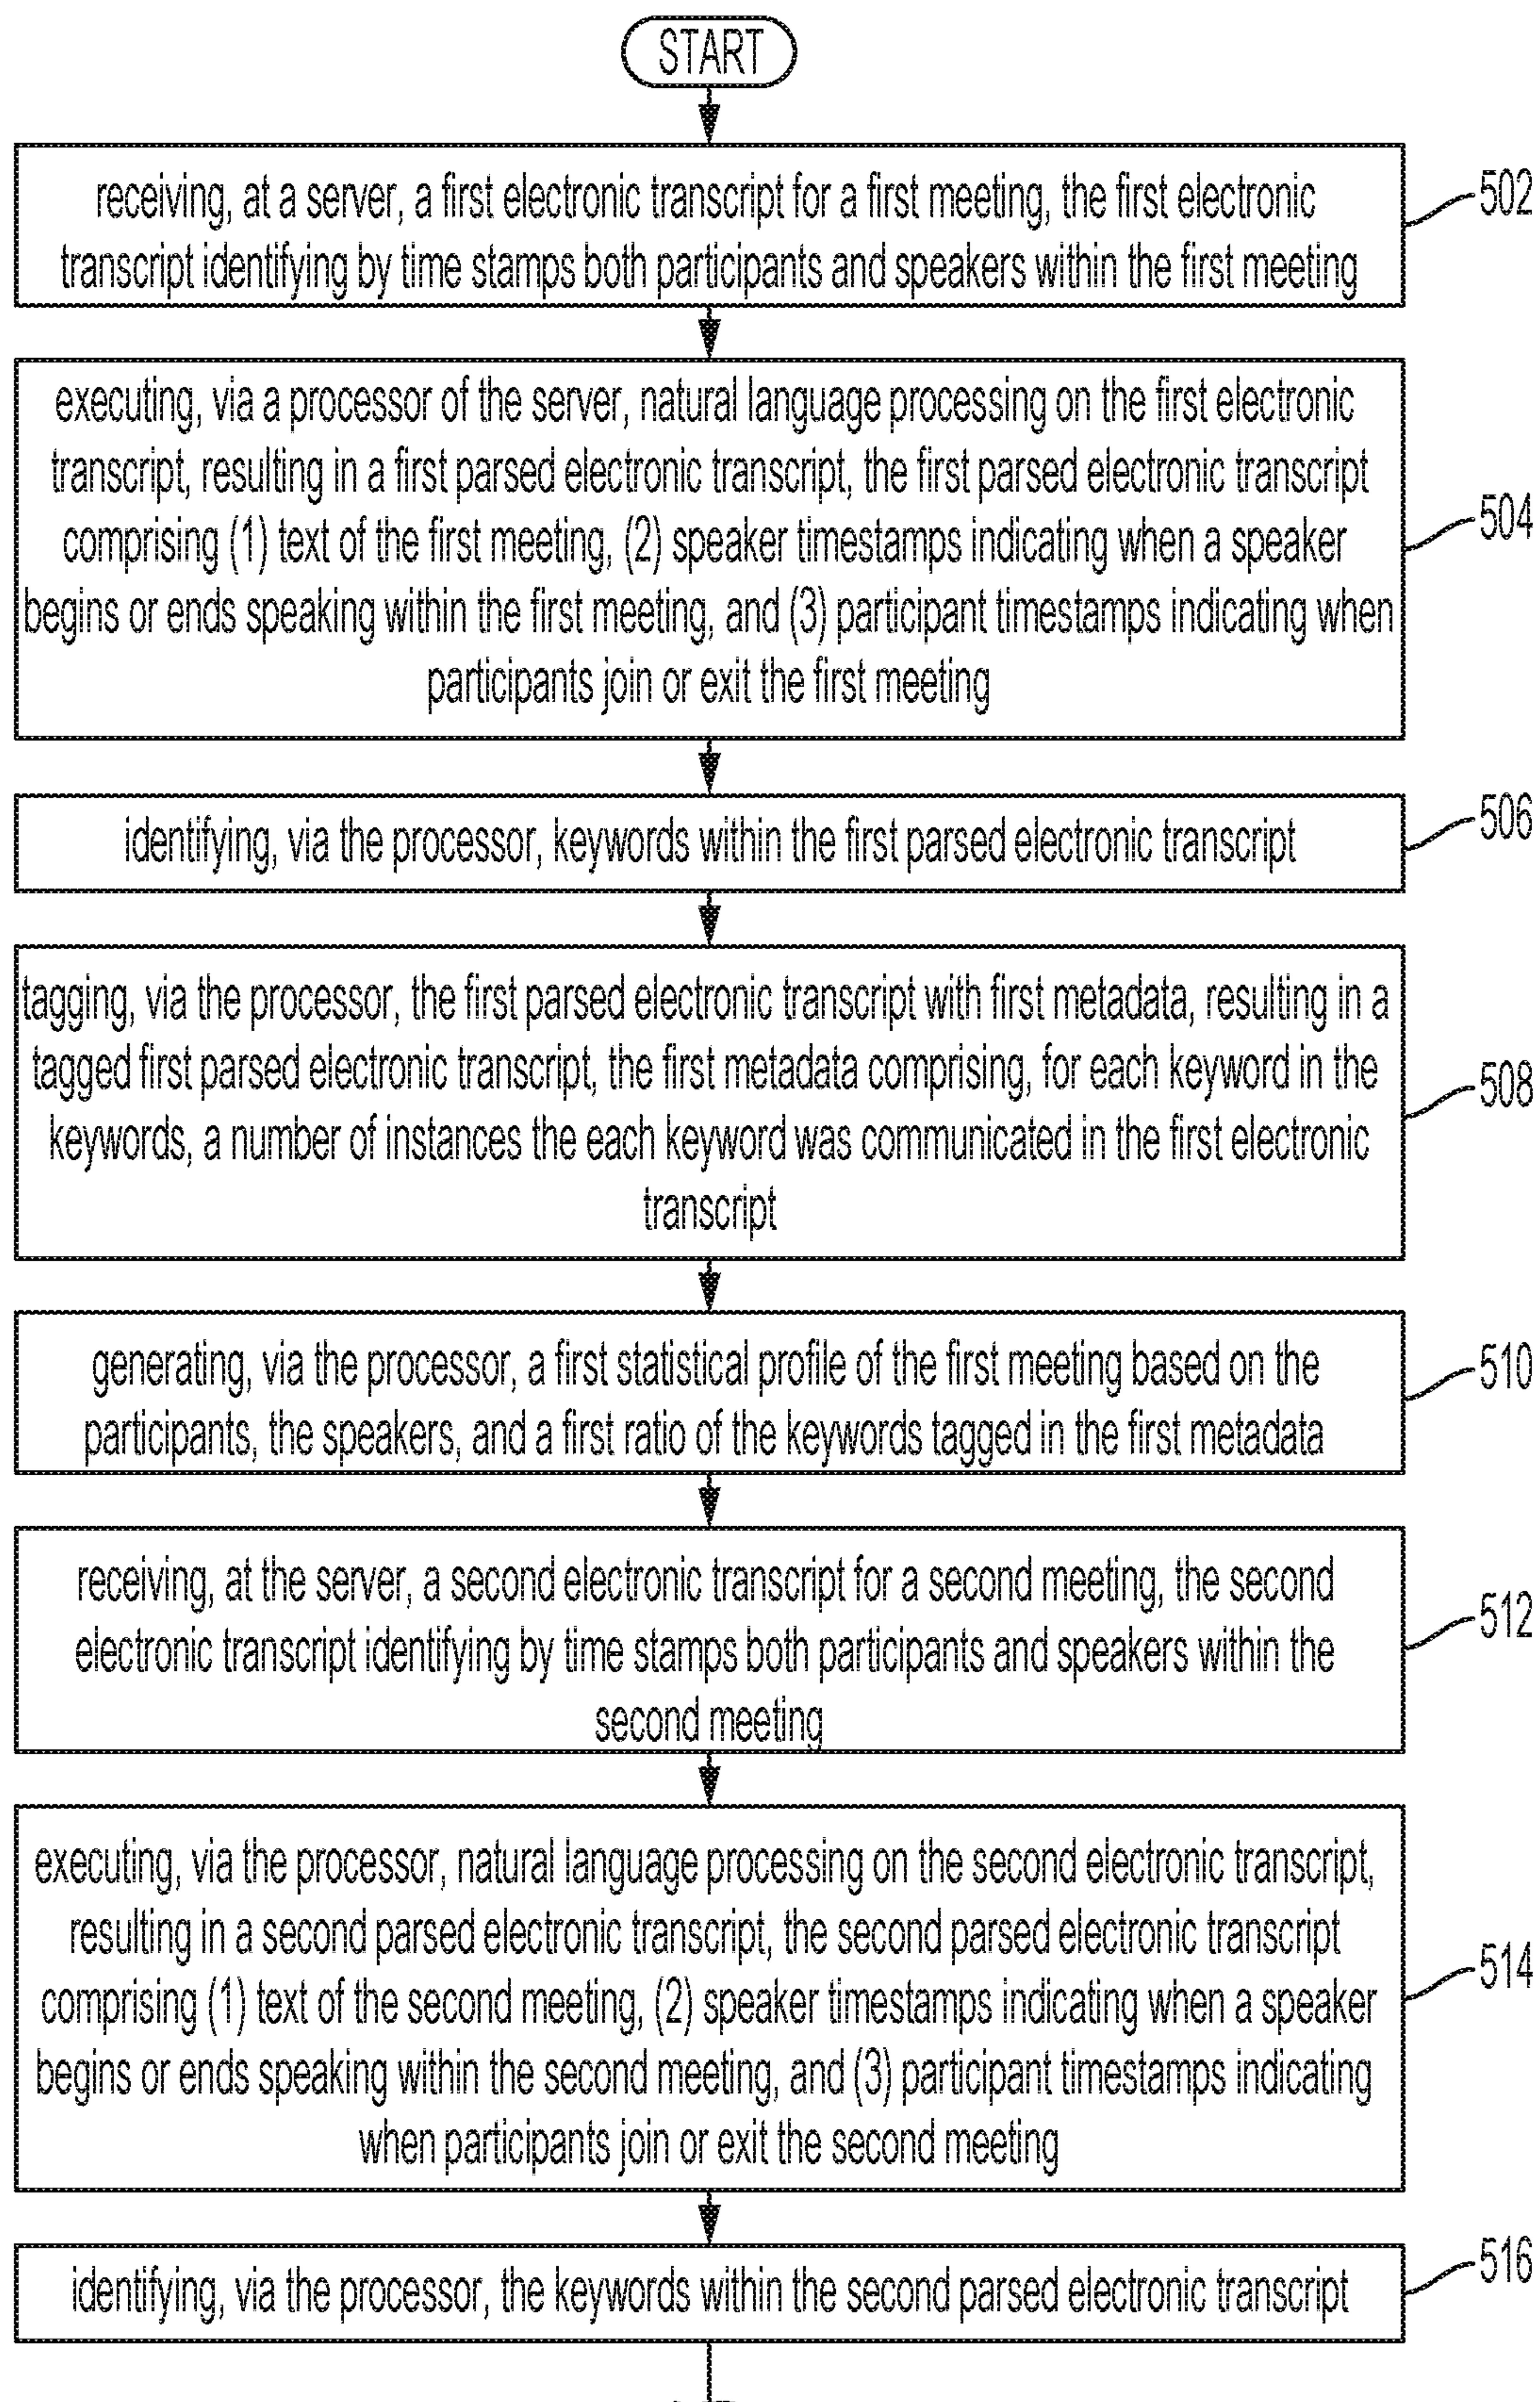 START
receiving, at a server, a first electronic transcript for a first meeting, the first electronic
transcript identifying by time stamps both participants and speakers within the first meeting
502
executing, via a processor of the server, natural language processing on the first electronic
transcript, resulting in a first parsed electronic transcript, the first parsed electronic transcript
comprising (1) text of the first meeting, (2) speaker timestamps indicating when a speaker
begins or ends speaking within the first meeting, and (3) participant timestamps indicating when
participants join or exit the first meeting
504
identifying, via the processor, keywords within the first parsed electronic transcript
506
tagging, via the processor, the first parsed electronic transcript with first metadata, resulting in a
tagged first parsed electronic transcript, the first metadata comprising, for each keyword in the
keywords, a number of instances the each keyword was communicated in the first electronic
transcript
508
generating, via the processor, a first statistical profile of the first meeting based on the
participants, the speakers, and a first ratio of the keywords tagged in the first metadata
510
receiving, at the server, a second electronic transcript for a second meeting, the second
electronic transcript identifying by time stamps both participants and speakers within the
second meeting
512
executing, via the processor, natural language processing on the second electronic transcript,
resulting in a second parsed electronic transcript, the second parsed electronic transcript
comprising (1) text of the second meeting, (2) speaker timestamps indicating when a speaker
begins or ends speaking within the second meeting, and (3) participant timestamps indicating
when participants join or exit the second meeting
514
identifying, via the processor, the keywords within the second parsed electronic transcript
516